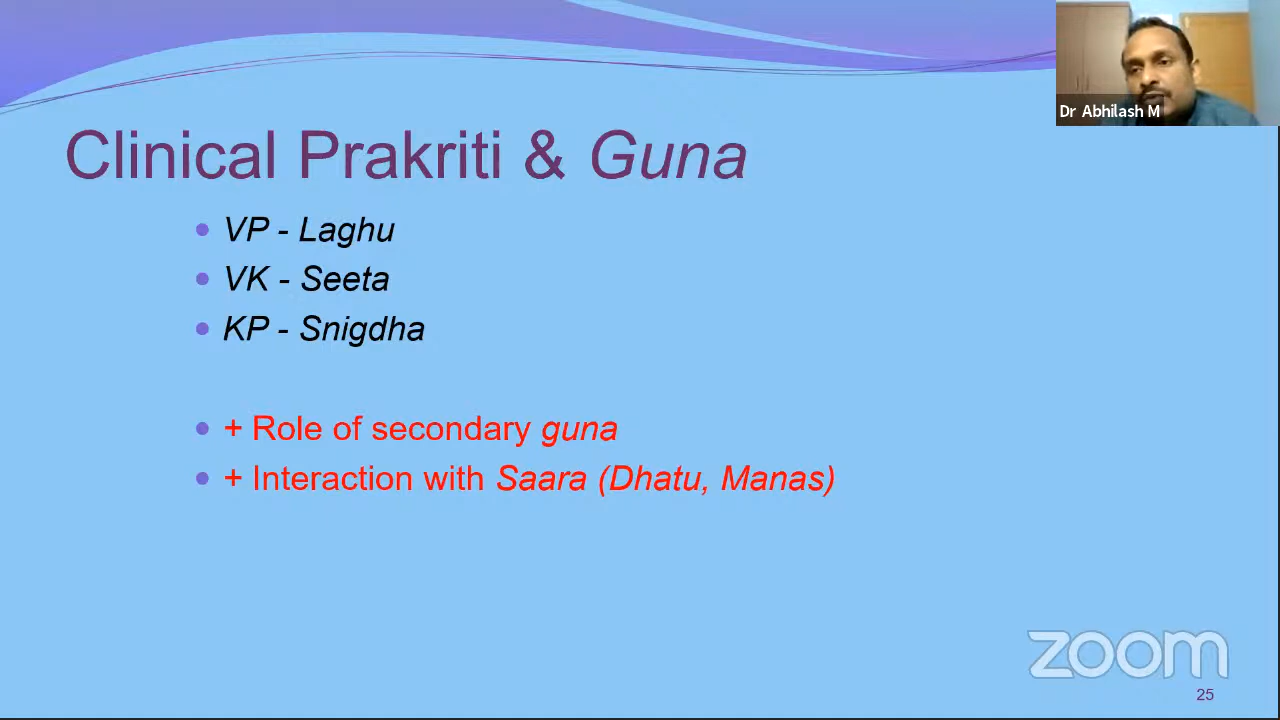 Dr Abhilash M
Clinical Prakriti & Guna
VP - Laghu
VK - Seeta
KP - Snigdha
+ Role of secondary guna
+ Interaction with Saara (Dhatu, Manas)
zoom
25